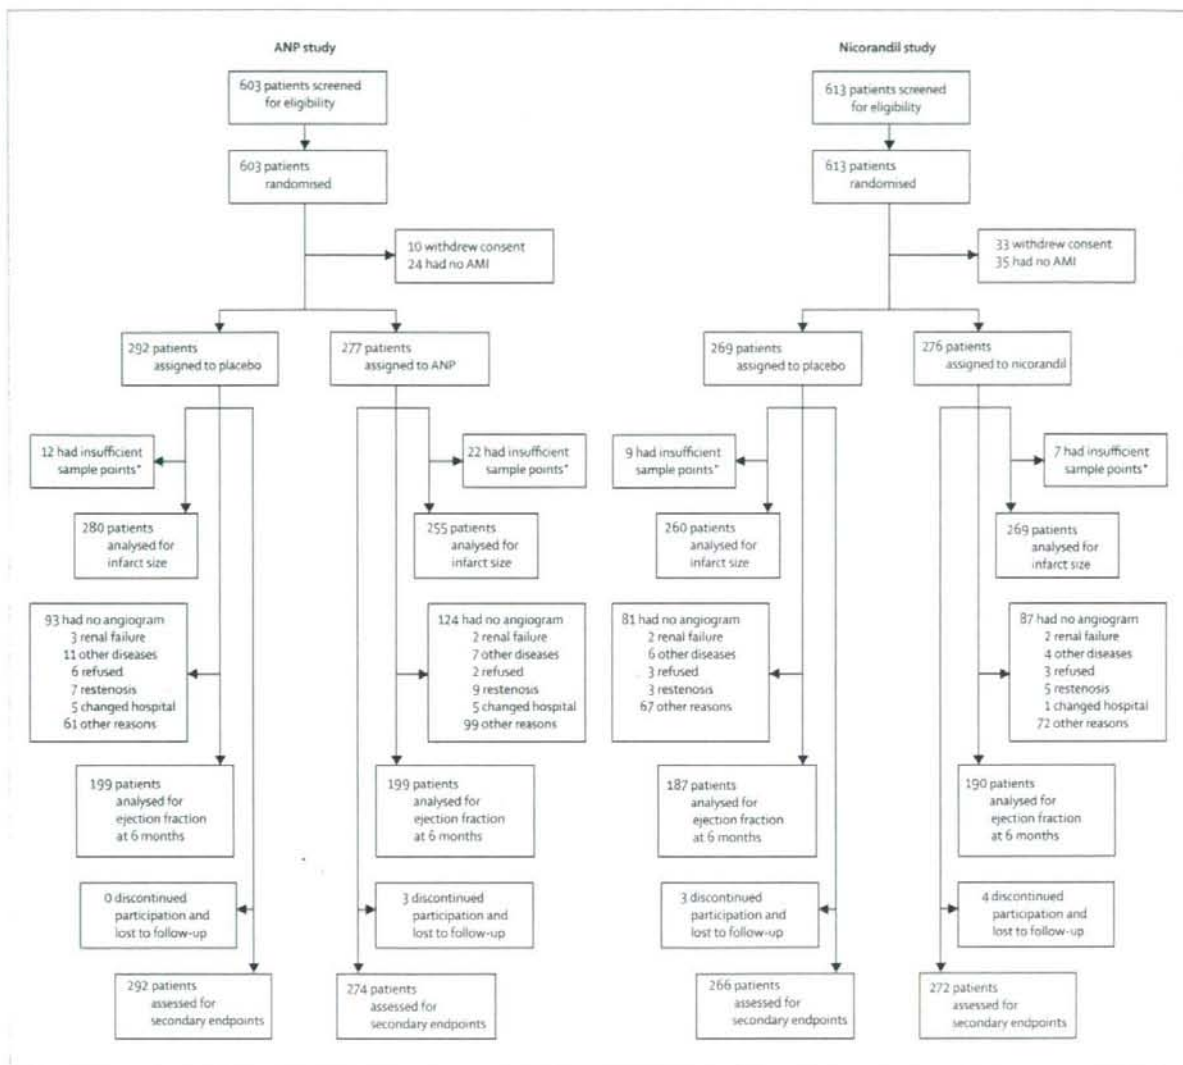 ANP study
603 patients screened
for eligibility
603 patients
randomised
10 withdrew consent
24 had no AMI
292 patients
assigned to placebo
277 patients
assigned to ANP
12 had insufficient
sample points*
22 had insufficient
sample points*
280 patients
analysed for
infarct size
255 patients
analysed for
infarct size
93 had no angiogram
3 renal failure
11 other diseases
6 refused
7 restenosis
5 changed hospital
61 other reasons
124 had no angiogram
2 renal failure
7 other diseases
2 refused
9 restenosis
5 changed hospital
99 other reasons
199 patients
analysed for
ejection fraction
at 6 months
199 patients
analysed for
ejection fraction
at 6 months
0 discontinued
participation and
lost to follow-up
3 discontinued
participation and
lost to follow-up
292 patients
assessed for
secondary endpoints
274 patients
assessed for
secondary endpoints
Nicorandil study
613 patients screened
for eligibility
613 patients
randomised
33 withdrew consent
35 had no AMI
269 patients
assigned to placebo
276 patients
assigned to nicorandil
9 had insufficient
sample points*
7 had insufficient
sample points*
260 patients
analysed for
infarct size
269 patients
analysed for
infarct size
81 had no angiogram
2 renal failure
6 other diseases
3 refused
3 restenosis
67 other reasons
87 had no angiogram
2 renal failure
4 other diseases
3 refused
5 restenosis
1 changed hospital
72 other reasons
187 patients
analysed for
ejection fraction
at 6 months
190 patients
analysed for
ejection fraction
at 6 months
3 discontinued
participation and
lost to follow-up
4 discontinued
participation and
lost to follow-up
266 patients
assessed for
secondary endpoints
272 patients
assessed for
secondary endpoints